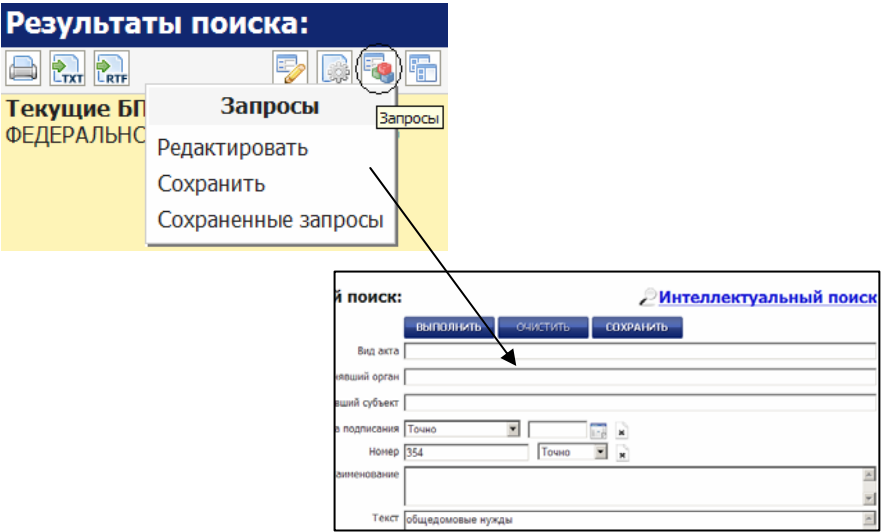 Результаты поиска:
TXT
RTF
Текущие БП
ФЕДЕРАЛЬНО
Запросы
Запросы
Редактировать
Сохранить
Сохраненные запросы
й поиск:
Интеллектуальный поиск
ВЫПОЛНИТЬ ОЧИСТИТЬ СОХРАНИТЬ
Вид акта
нявший орган
вший субъект
а подписания Точно
Номер 354 Точно
аименование
Текст общедомовые нужды